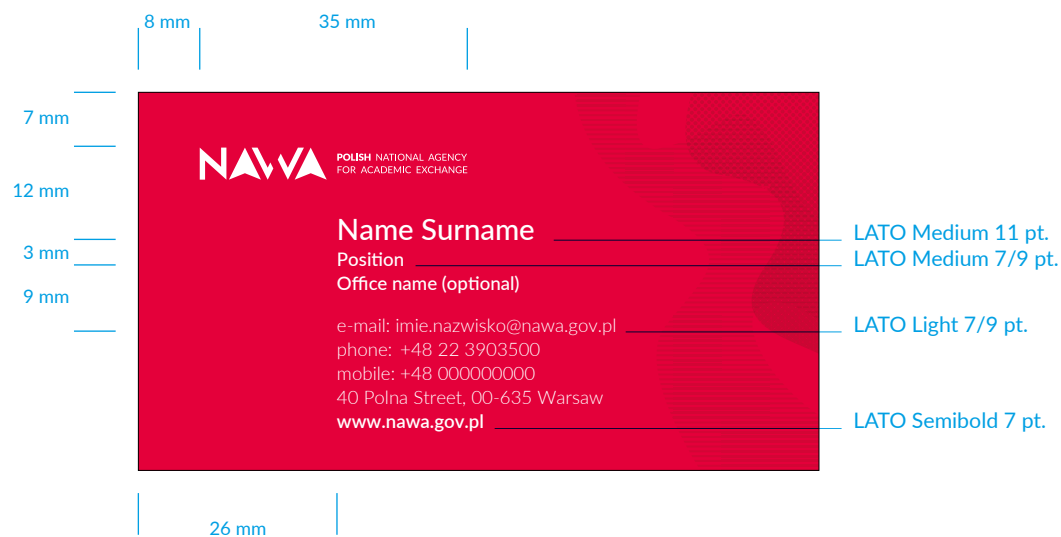 8 mm
35 mm
7 mm
12 mm
3 mm
9 mm
NAWA
POLISH NATIONAL AGENCY
FOR ACADEMIC EXCHANGE
Name Surname
Position
Office name (optional)
e-mail: imie.nazwisko@nawa.gov.pl
phone: +48 22 3903500
mobile: +48 000000000
40 Polna Street, 00-635 Warsaw
www.nawa.gov.pl
LATO Medium 11 pt.
LATO Medium 7/9 pt.
LATO Light 7/9 pt.
LATO Semibold 7 pt.
26 mm